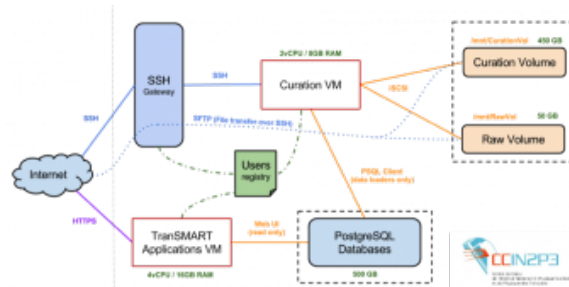 /mnt/CurationVol
450 GB
2vCPU / 8GB RAM
SSH
Gateway
SSH
Curation VM
Curation Volume
iSCSI
SSH
SFTP (File transfer over SSH)
/mnt/RawVol
50 GB
Raw Volume
Internet
Users
registry
PSQL Client
(data loaders only)
HTTPS
TranSMART
Applications VM
Web UI
(read only)
PostgreSQL
Databases
4vCPU / 16GB RAM
500 GB
CCIN2P3